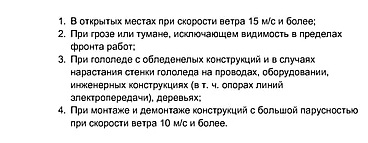 1. В открытых местах при скорости ветра 15 м/с и более;
2. При грозе или тумане, исключающем видимость в пределах
фронта работ;
3. При гололеде с обледенелых конструкций и в случаях
нарастания стенки гололеда на проводах, оборудовании,
инженерных конструкциях (в т. ч. опорах линий
электропередачи), деревьях;
4. При монтаже и демонтаже конструкций с большой парусностью
при скорости ветра 10 м/с и более.